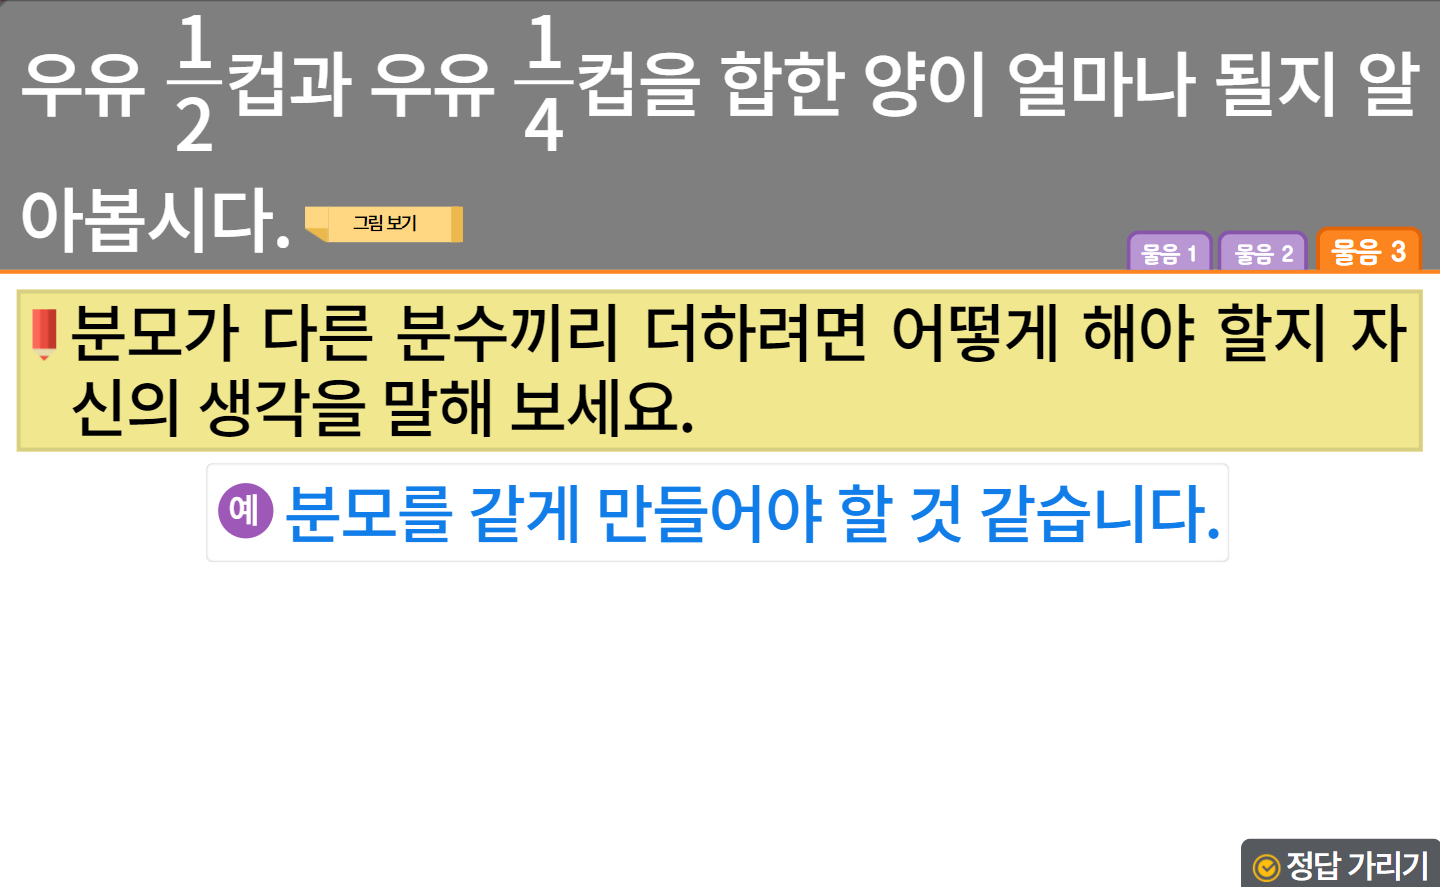 우유 1/2컵과 우유 1/4컵을 합한 양이 얼마나 될지 알
아봅시다. 그림 보기
물음 1 물음 2 물음 3
분모가 다른 분수끼리 더하려면 어떻게 해야 할지 자
신의 생각을 말해 보세요.
예 분모를 같게 만들어야 할 것 같습니다.
정답 가리기